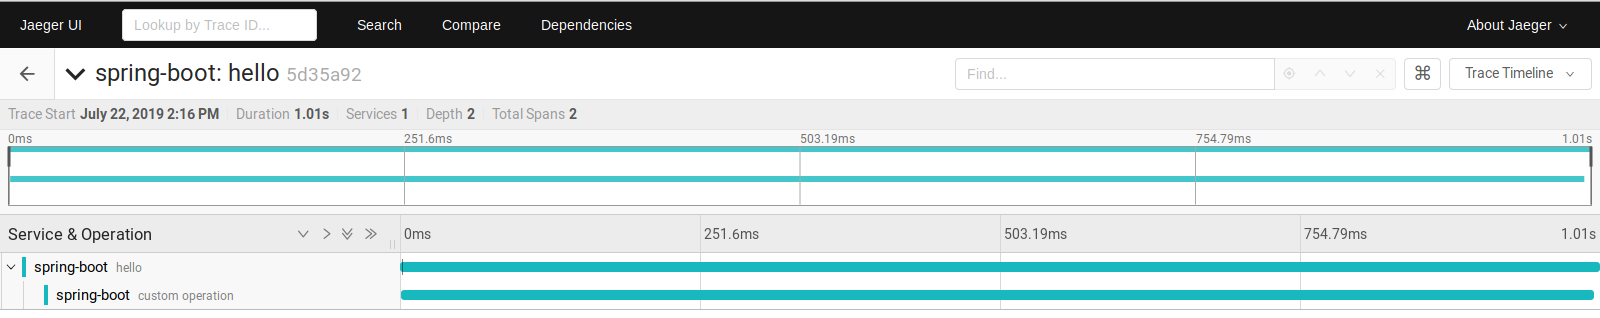 Jaeger UI Lookup by Trace ID... Search Compare Dependencies About Jaeger
spring-boot: hello 5d35a92 Find... ⌘ Trace Timeline
Trace Start July 22, 2019 2:16 PM Duration 1.01s Services 1 Depth 2 Total Spans 2
0ms 251.6ms 503.19ms 754.79ms 1.01s
Service & Operation 0ms 251.6ms 503.19ms 754.79ms 1.01s
spring-boot hello
spring-boot custom operation